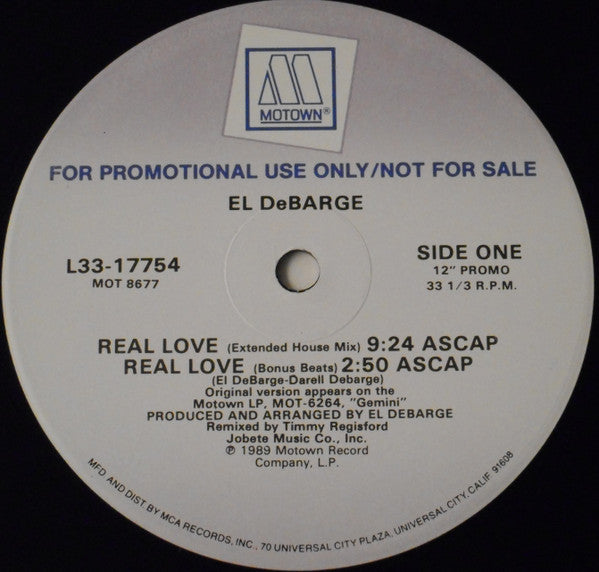 MOTOWN®
FOR PROMOTIONAL USE ONLY/NOT FOR SALE
EL DeBARGE
L33-17754
MOT 8677
SIDE ONE
12" PROMO
33 1/3 R.P.M.
REAL LOVE (Extended House Mix) 9:24 ASCAP
REAL LOVE (Bonus Beats) 2:50 ASCAP
(El DeBarge-Darell Debarge)
Original version appears on the
Motown LP, MOT-6264, "Gemini"
PRODUCED AND ARRANGED BY EL DEBARGE
Remixed by Timmy Regisford
Jobete Music Co., Inc.
℗ 1989 Motown Record
Company, L.P.
MFD AND DIST. BY MCA RECORDS, INC., 70 UNIVERSAL CITY PLAZA, UNIVERSAL CITY, CALIF. 91608